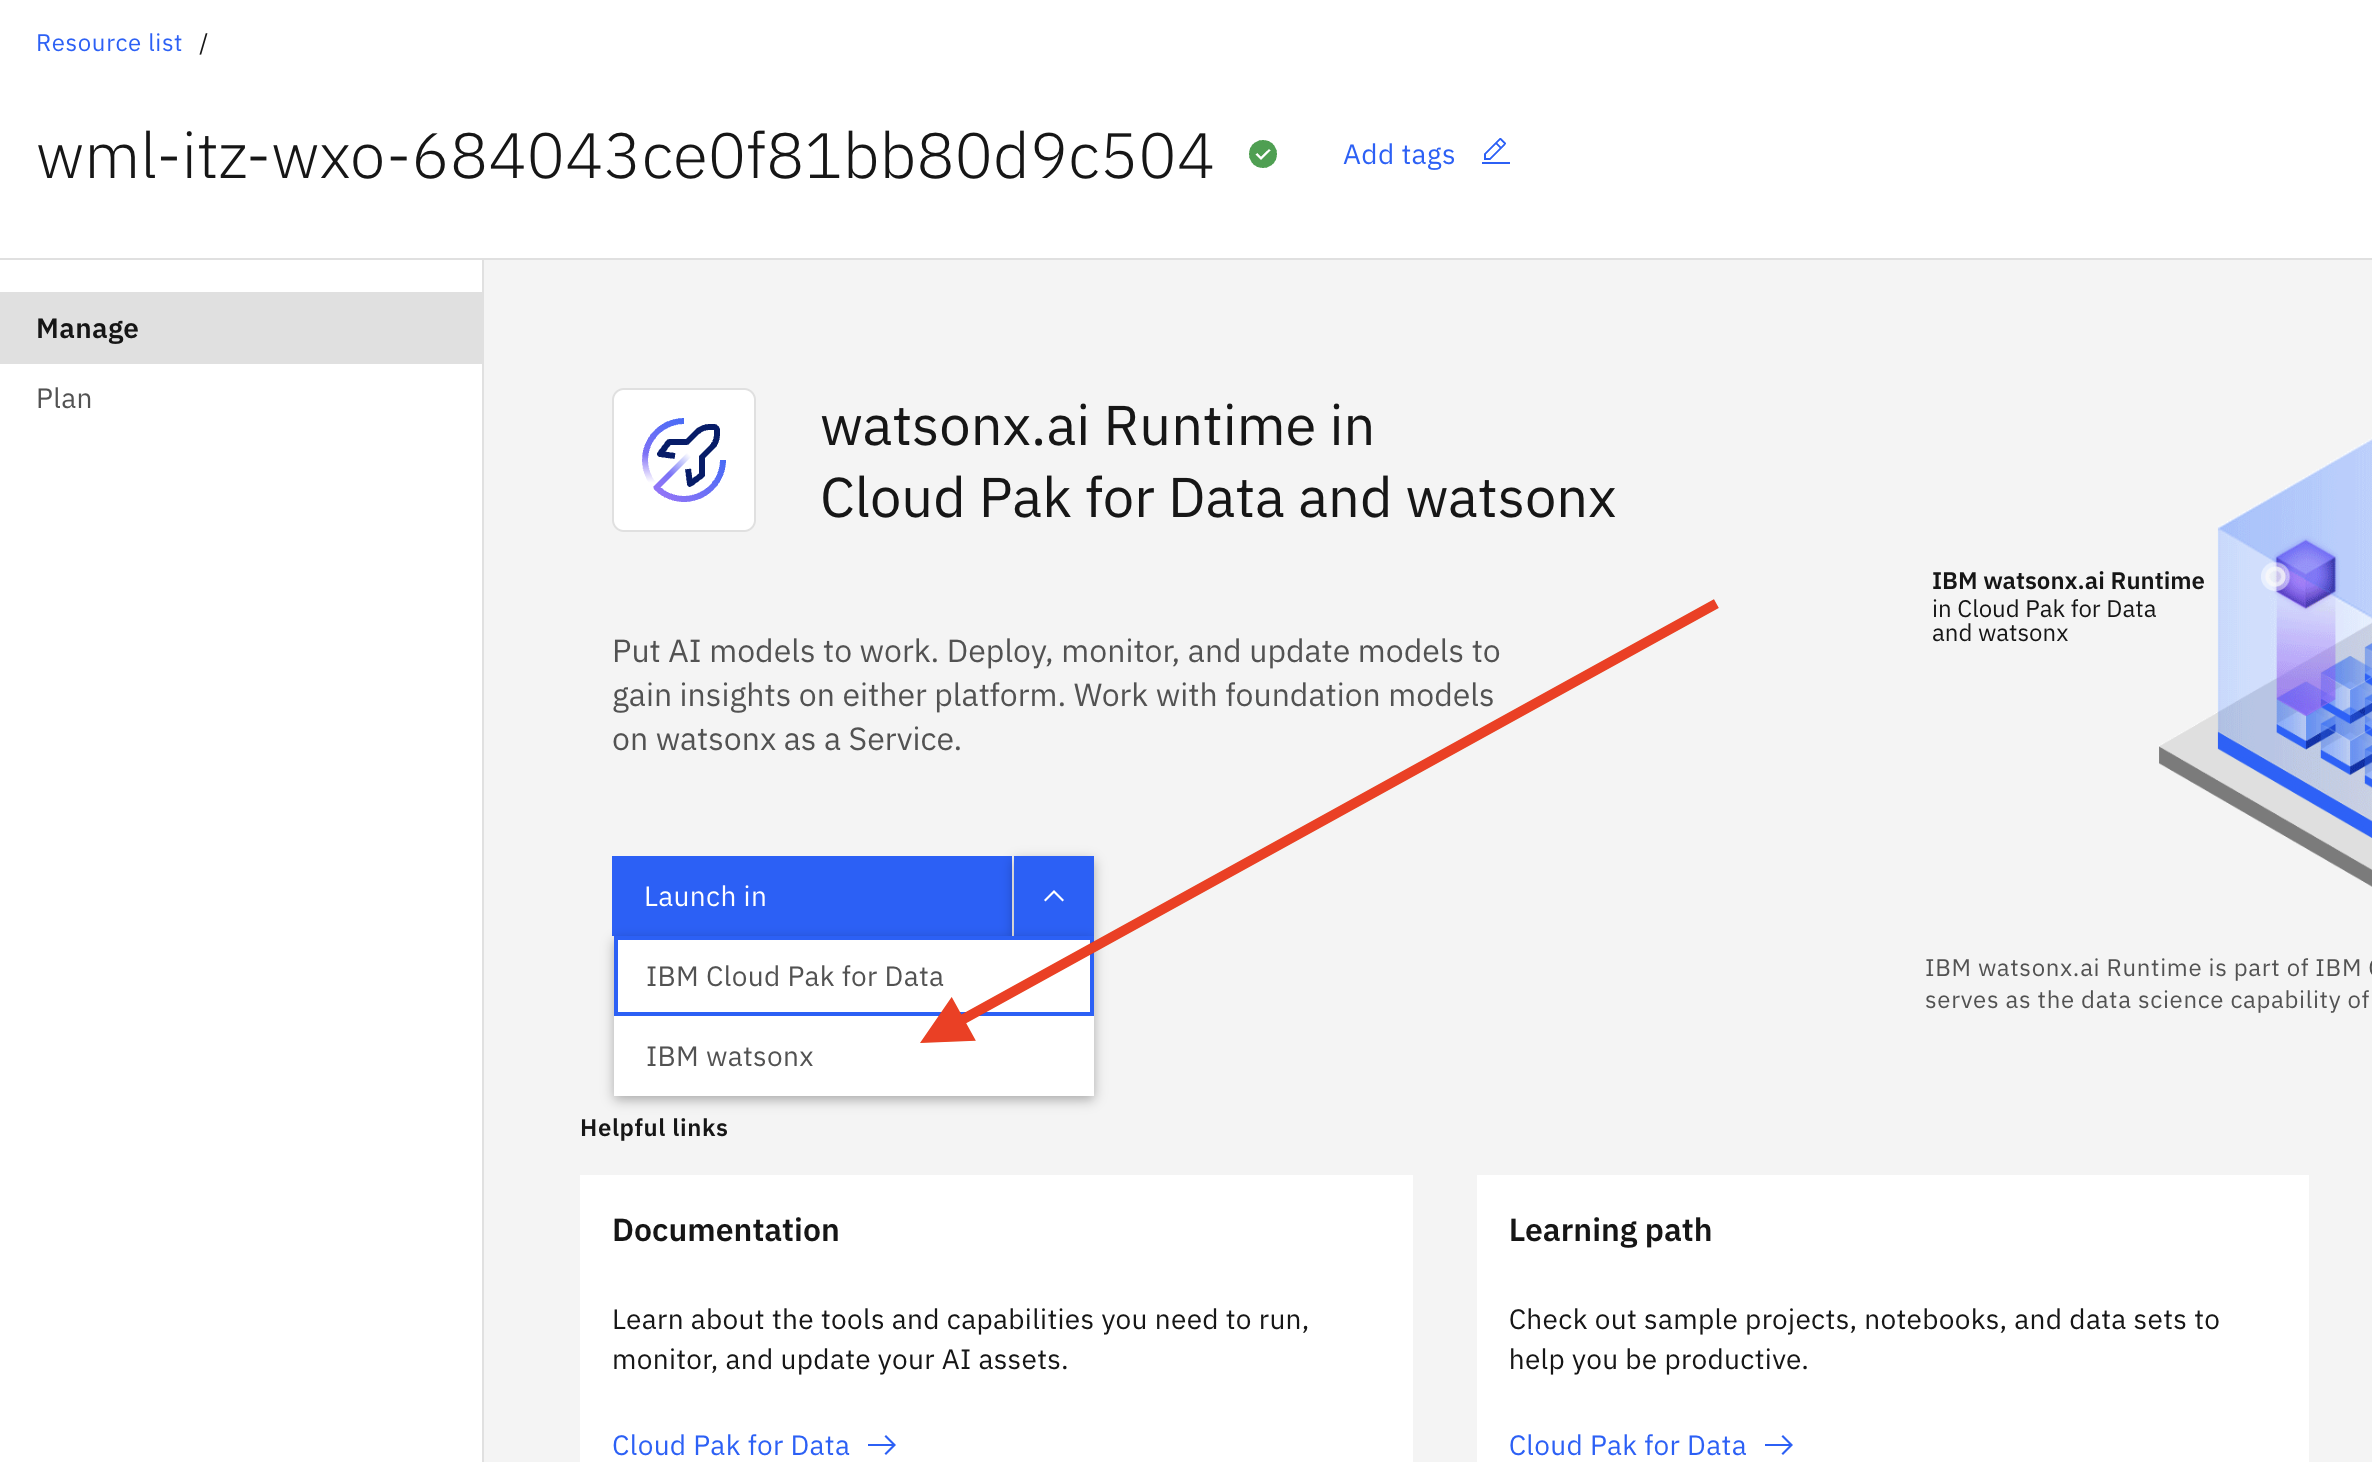 Resource list /
wml-itz-wxo-684043ce0f81bb80d9c504
Add tags
Manage
Plan
watsonx.ai Runtime in
Cloud Pak for Data and watsonx
Put AI models to work. Deploy, monitor, and update models to
gain insights on either platform. Work with foundation models
on watsonx as a Service.
Launch in
IBM Cloud Pak for Data
IBM watsonx
IBM watsonx.ai Runtime
in Cloud Pak for Data
and watsonx
IBM watsonx.ai Runtime is part of IBM
serves as the data science capability of
Helpful links
Documentation
Learn about the tools and capabilities you need to run,
monitor, and update your AI assets.
Cloud Pak for Data
Learning path
Check out sample projects, notebooks, and data sets to
help you be productive.
Cloud Pak for Data